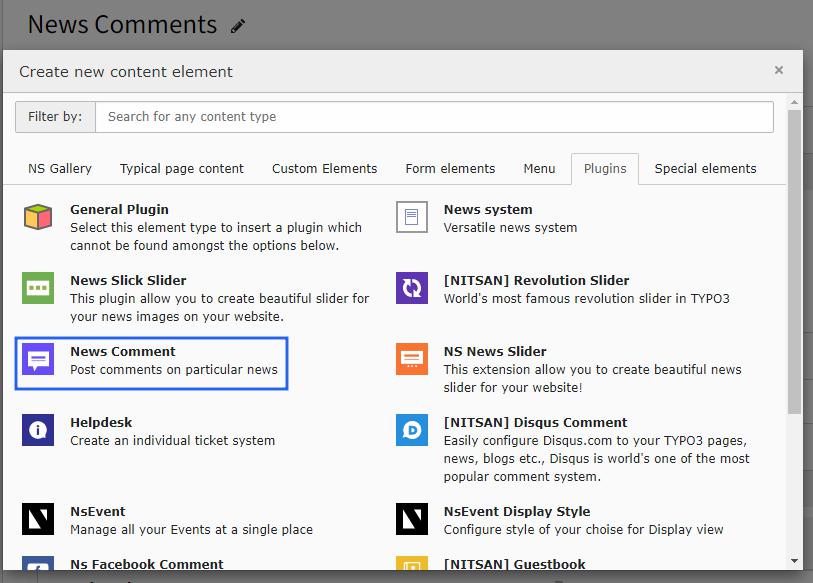 News Comments
Create new content element
×
Filter by: Search for any content type
NS Gallery Typical page content Custom Elements Form elements Menu Plugins Special elements
General Plugin
Select this element type to insert a plugin which
cannot be found amongst the options below.
News system
Versatile news system
News Slick Slider
This plugin allow you to create beautiful slider for
your news images on your website.
[NITSAN] Revolution Slider
World's most famous revolution slider in TYPO3
News Comment
Post comments on particular news
NS News Slider
This extension allow you to create beautiful news
slider for your website!
Helpdesk
Create an individual ticket system
[NITSAN] Disqus Comment
Easily configure Disqus.com to your TYPO3 pages,
news, blogs etc., Disqus is world's one of the most
popular comment system.
NsEvent
Manage all your Events at a single place
NsEvent Display Style
Configure style of your choise for Display view
Ns Facebook Comment
[NITSAN] Guestbook